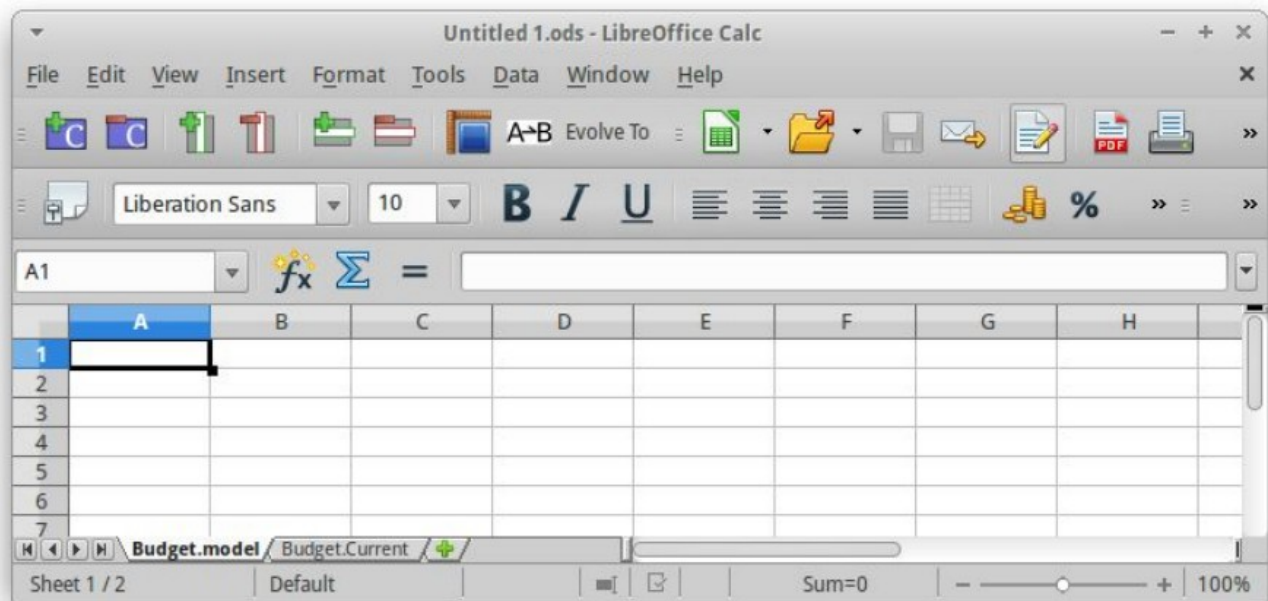 Untitled 1.ods - LibreOffice Calc
File Edit View Insert Format Tools Data Window Help
C C A→B Evolve To PDF »
Liberation Sans 10 B I U % » »
A1 fx Σ =
A B C D E F G H
1
2
3
4
5
6
7
Budget.model Budget.Current
Sheet 1 / 2 Default Sum=0 100%